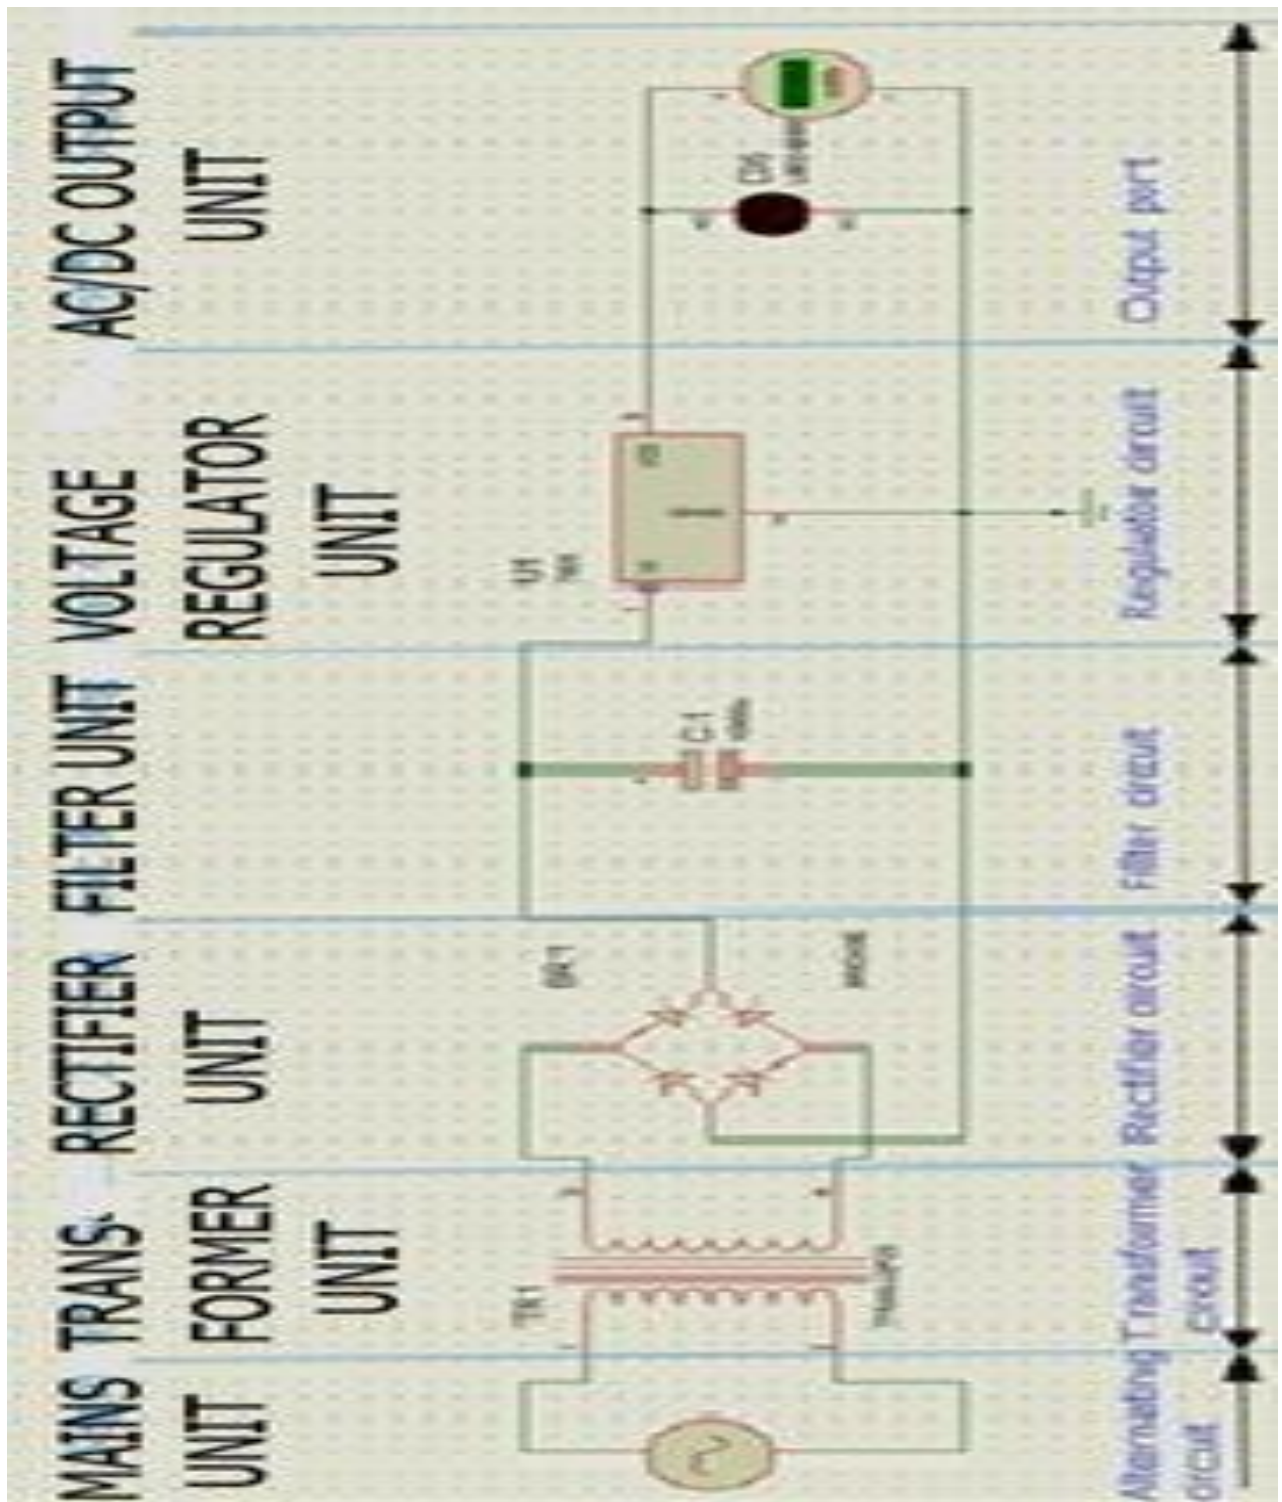 MAINS
UNIT
TRANS
FORMER
UNIT
RECTIFIER
UNIT
FILTER UNIT
VOLTAGE
REGULATOR
UNIT
AC/DC OUTPUT
UNIT
TR1
BR1
C1
U1
Alternating
circuit
Transformer
circuit
Rectifier circuit
Filter circuit
Regulator circuit
Output port